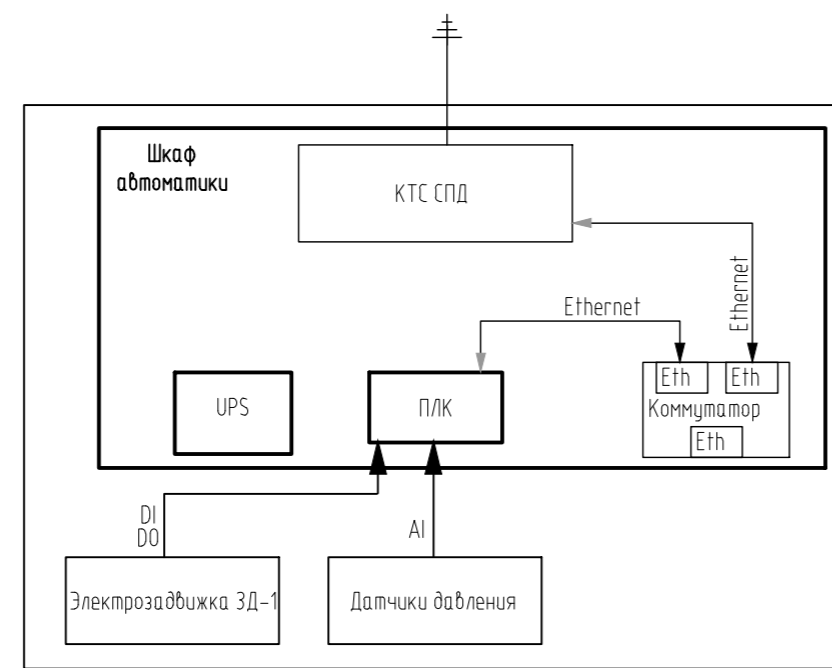 Шкаф
автоматики
КТС СПД
Ethernet
Ethernet
UPS
ПЛК
Eth
Eth
Коммутатор
Eth
DI
DO
AI
Электрозадвижка ЗД-1
Датчики давления